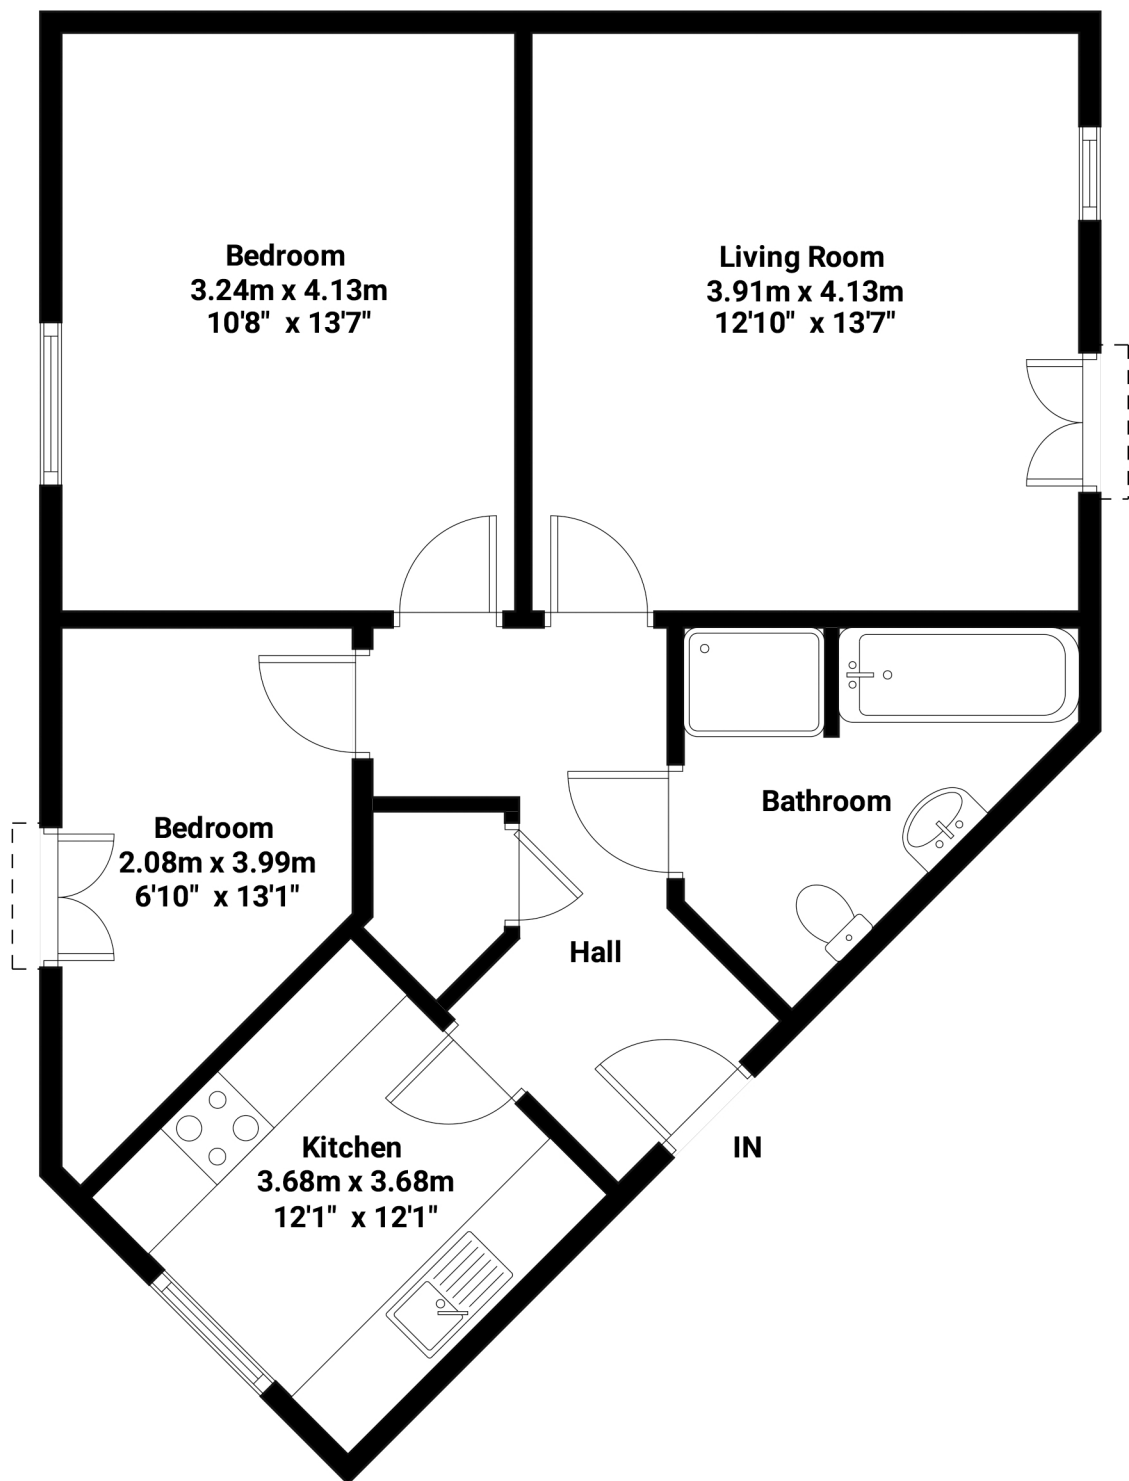 Bedroom
3.24m x 4.13m
10'8" x 13'7"
Living Room
3.91m x 4.13m
12'10" x 13'7"
Bathroom
Bedroom
2.08m x 3.99m
6'10" x 13'1"
Hall
Kitchen
3.68m x 3.68m
12'1" x 12'1"
IN